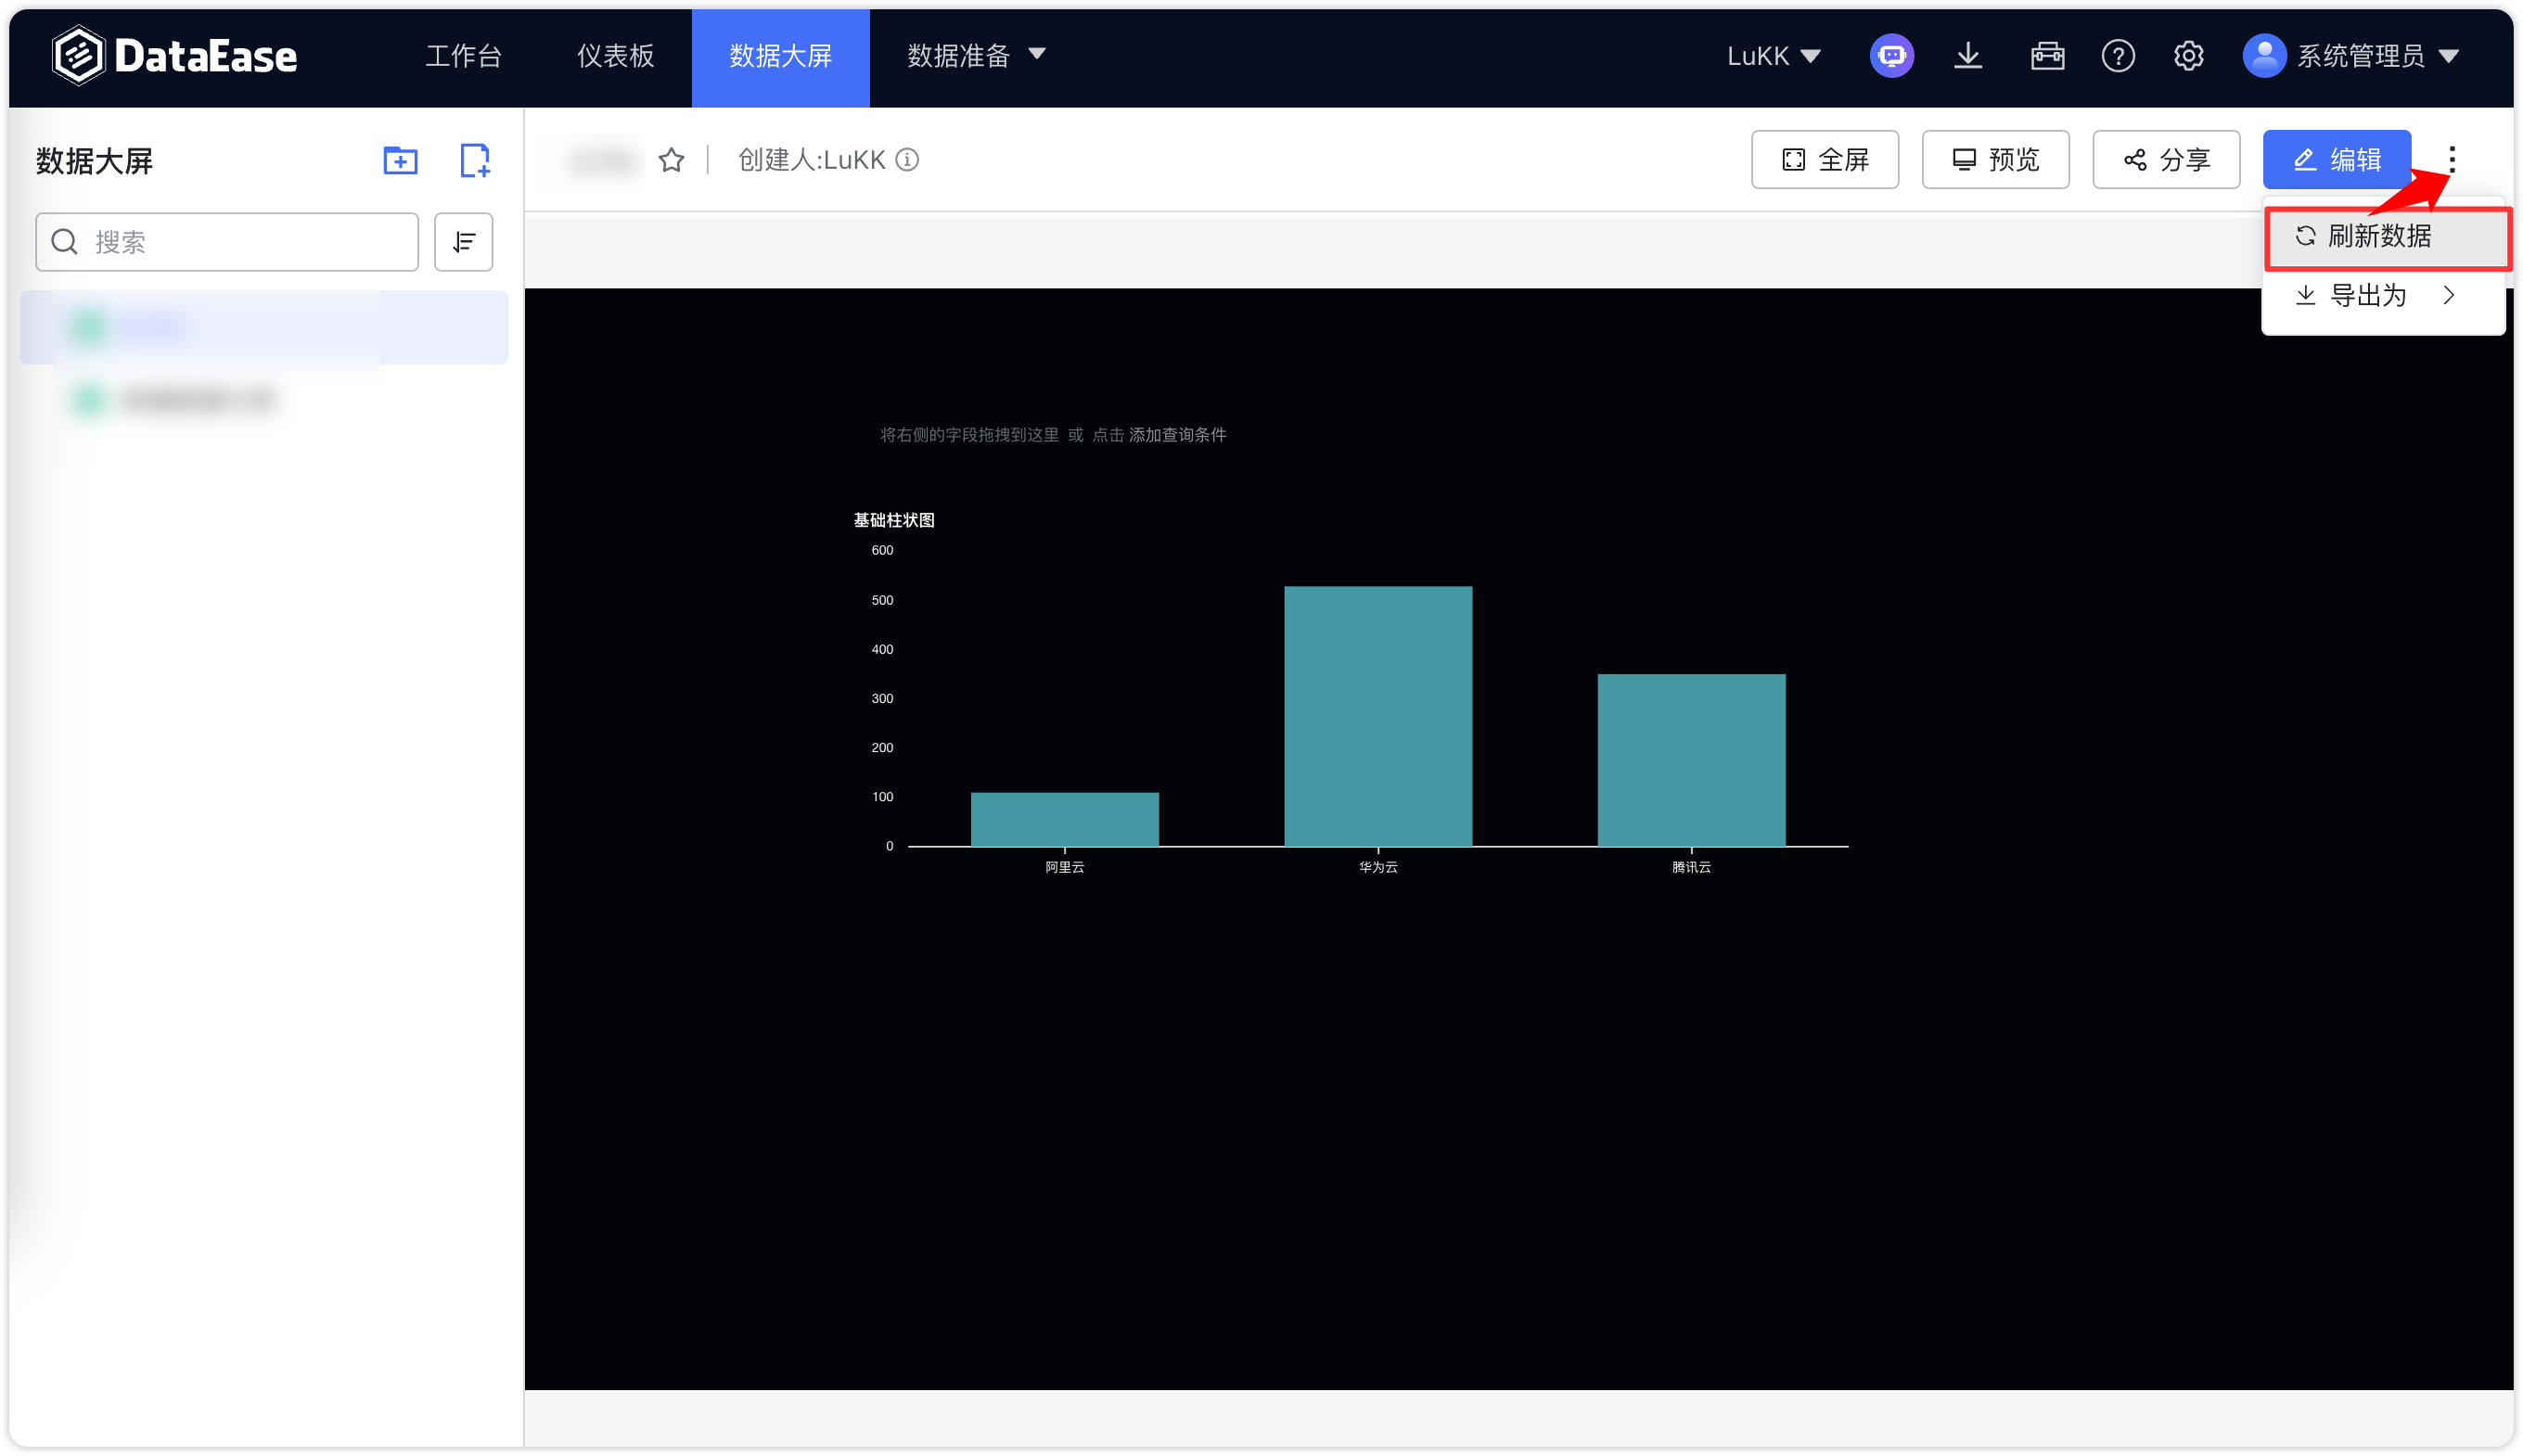 DataEase 工作台 仪表板 数据大屏 数据准备 LuKK 系统管理员
数据大屏
创建人:LuKK
全屏 预览 分享 编辑
搜索
刷新数据
导出为
将右侧的字段拖拽到这里 或 点击 添加查询条件
基础柱状图
600
500
400
300
200
100
0
阿里云 华为云 腾讯云